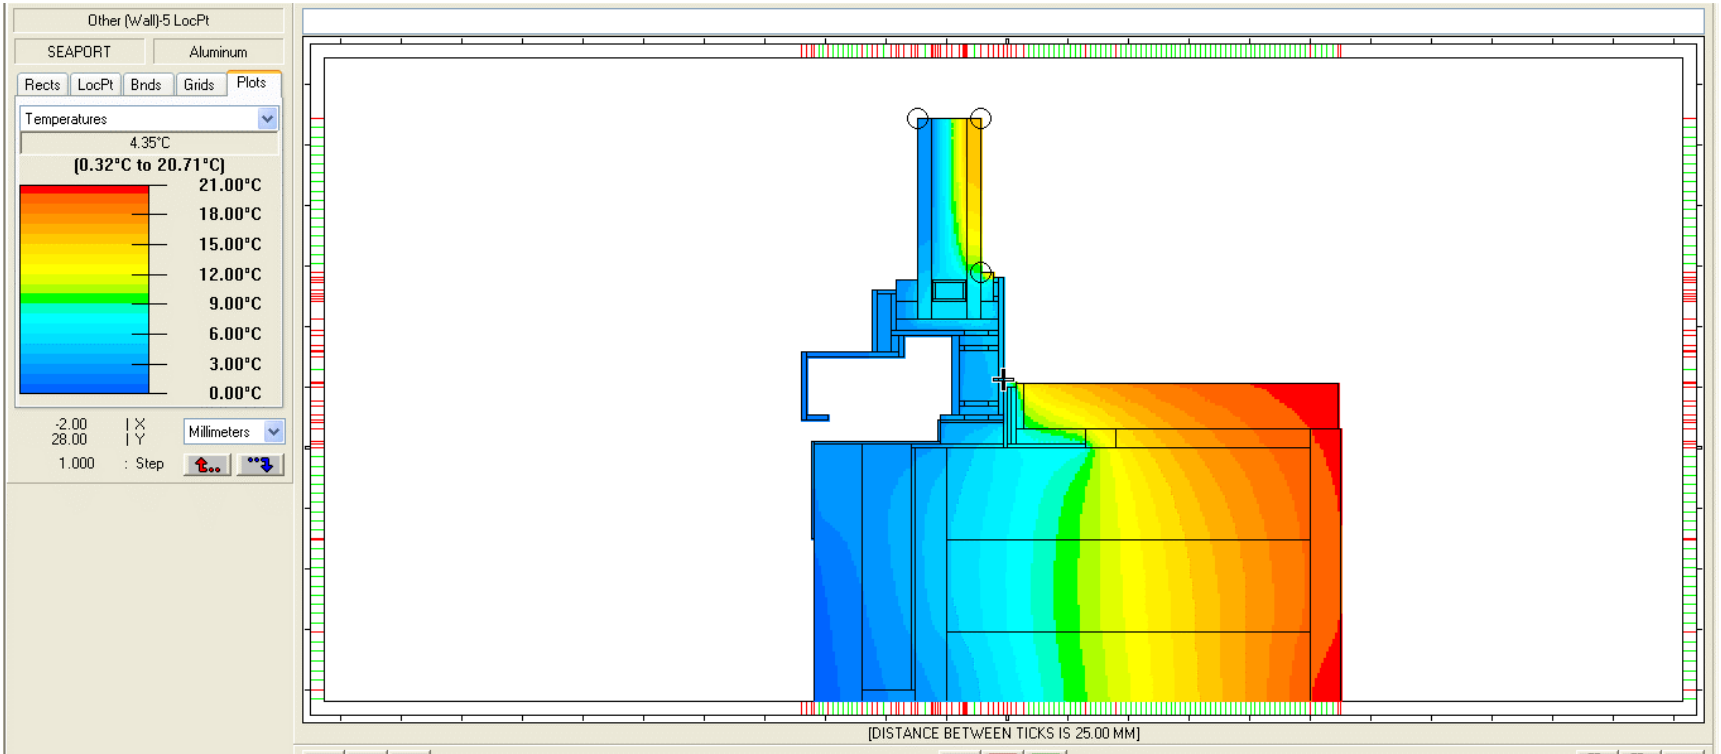 Other (Wall)-5 LocPt
SEAPORT Aluminum
Rects LocPt Bnds Grids Plots
Temperatures
4.35°C
(0.32°C to 20.71°C)
21.00°C
18.00°C
15.00°C
12.00°C
9.00°C
6.00°C
3.00°C
0.00°C
-2.00 | X
28.00 | Y
Millimeters
1.000 : Step
[DISTANCE BETWEEN TICKS IS 25.00 MM]